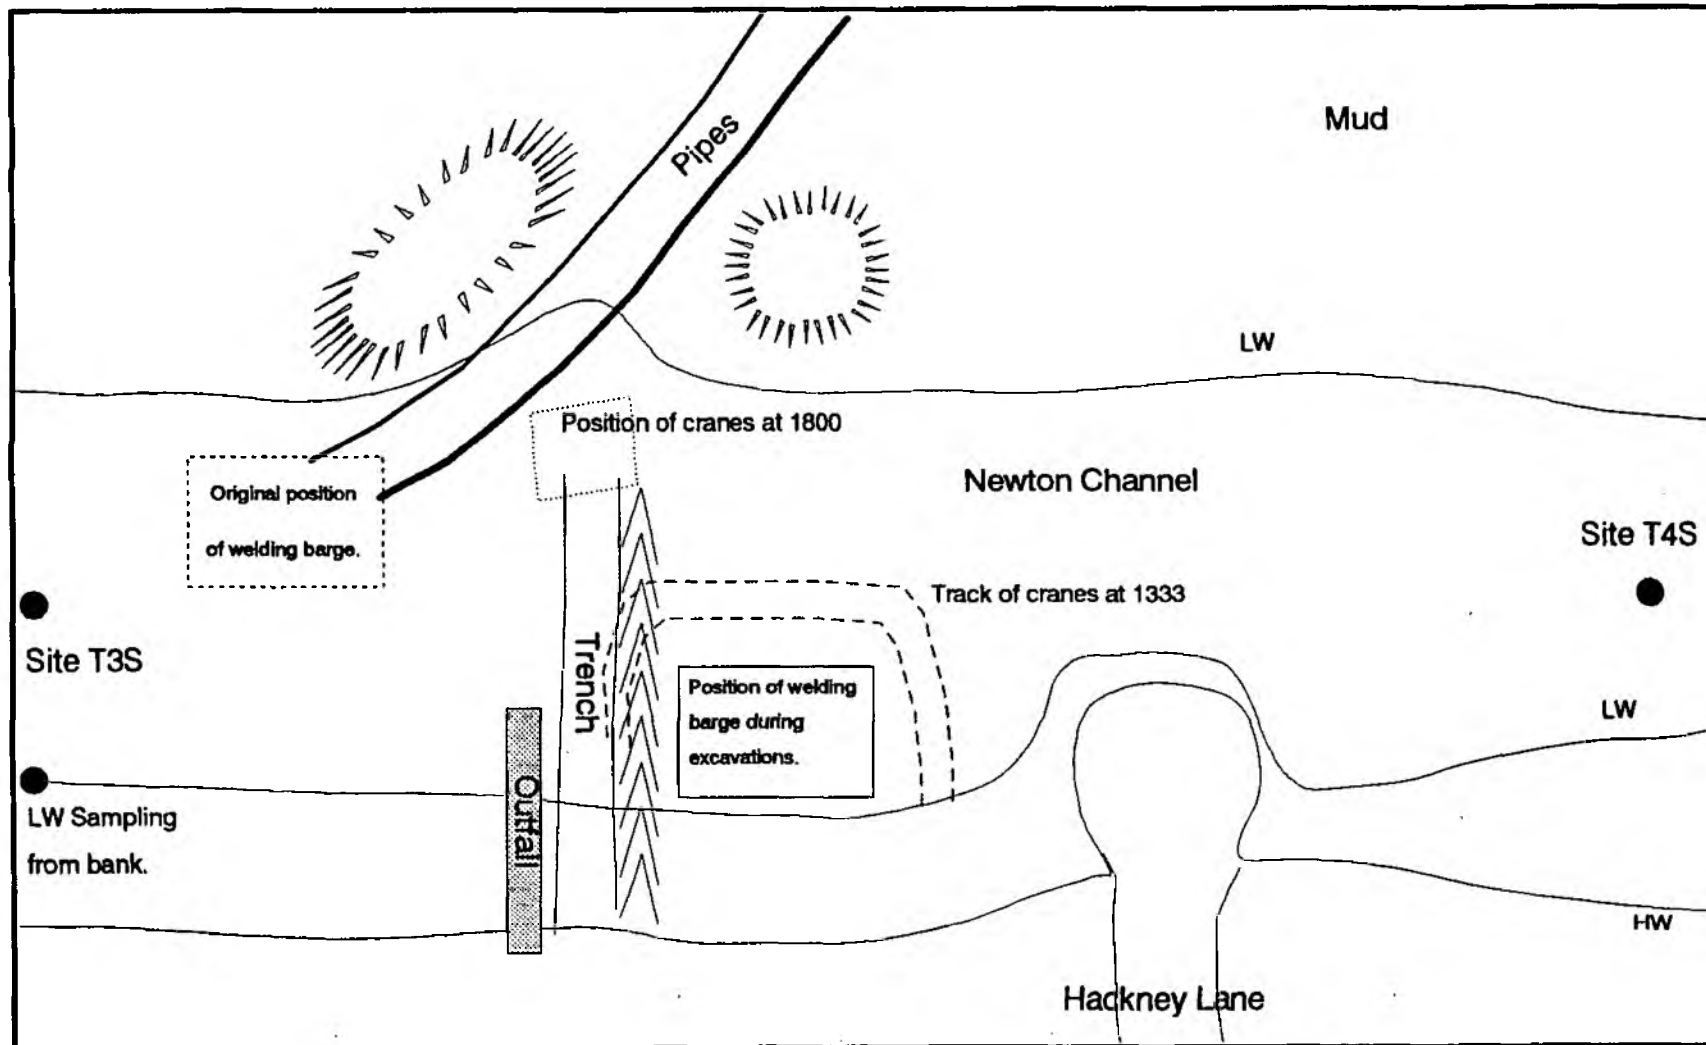 Mud
Pipes
LW
Position of cranes at 1800
Newton Channel
Original position
of welding barge.
Site T4S
Track of cranes at 1333
Site T3S
Trench
Position of welding
barge during
excavations.
LW
Outfall
LW Sampling
from bank.
HW
Hackney Lane